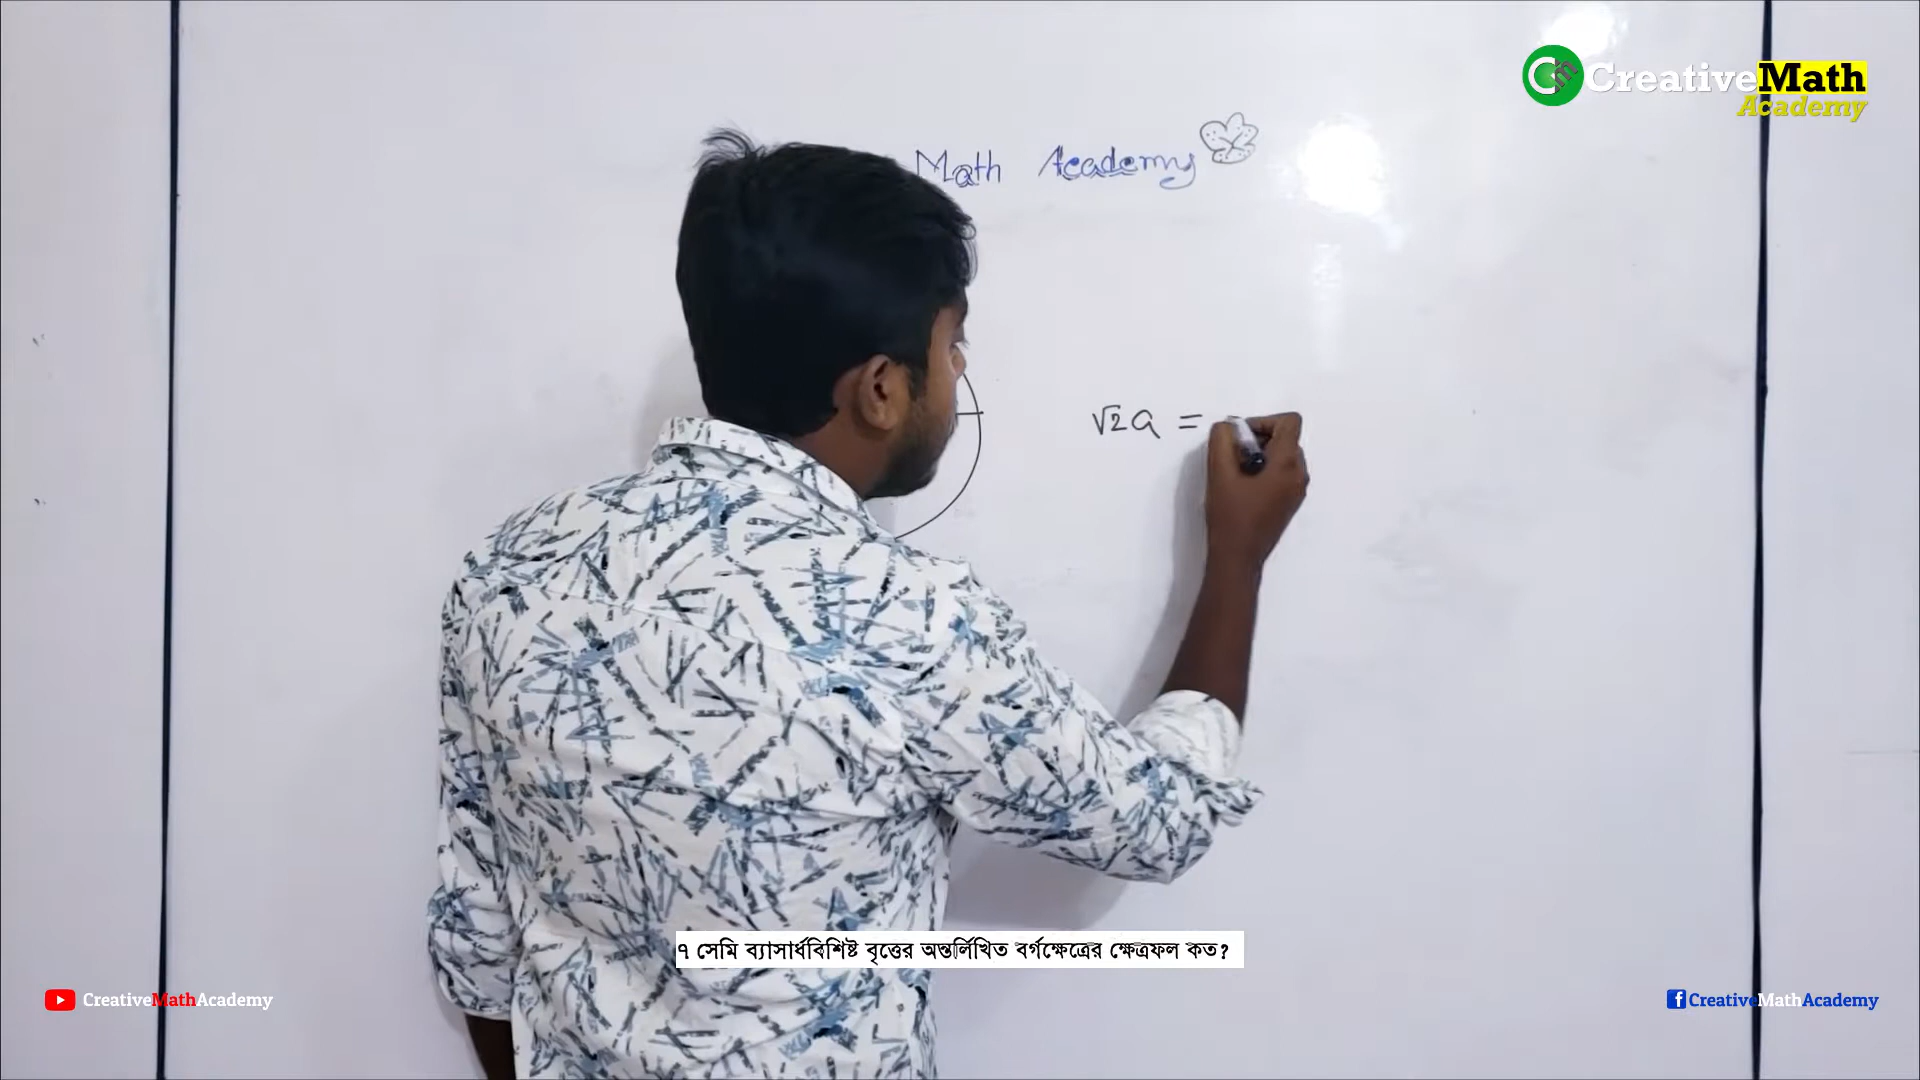 CreativeMath
Academy
Math Academy
√2a =
৭ সেমি ব্যাসার্ধবিশিষ্ট বৃত্তের অন্তর্লিখিত বর্গক্ষেত্রের ক্ষেত্রফল কত?
CreativeMathAcademy
CreativeMathAcademy